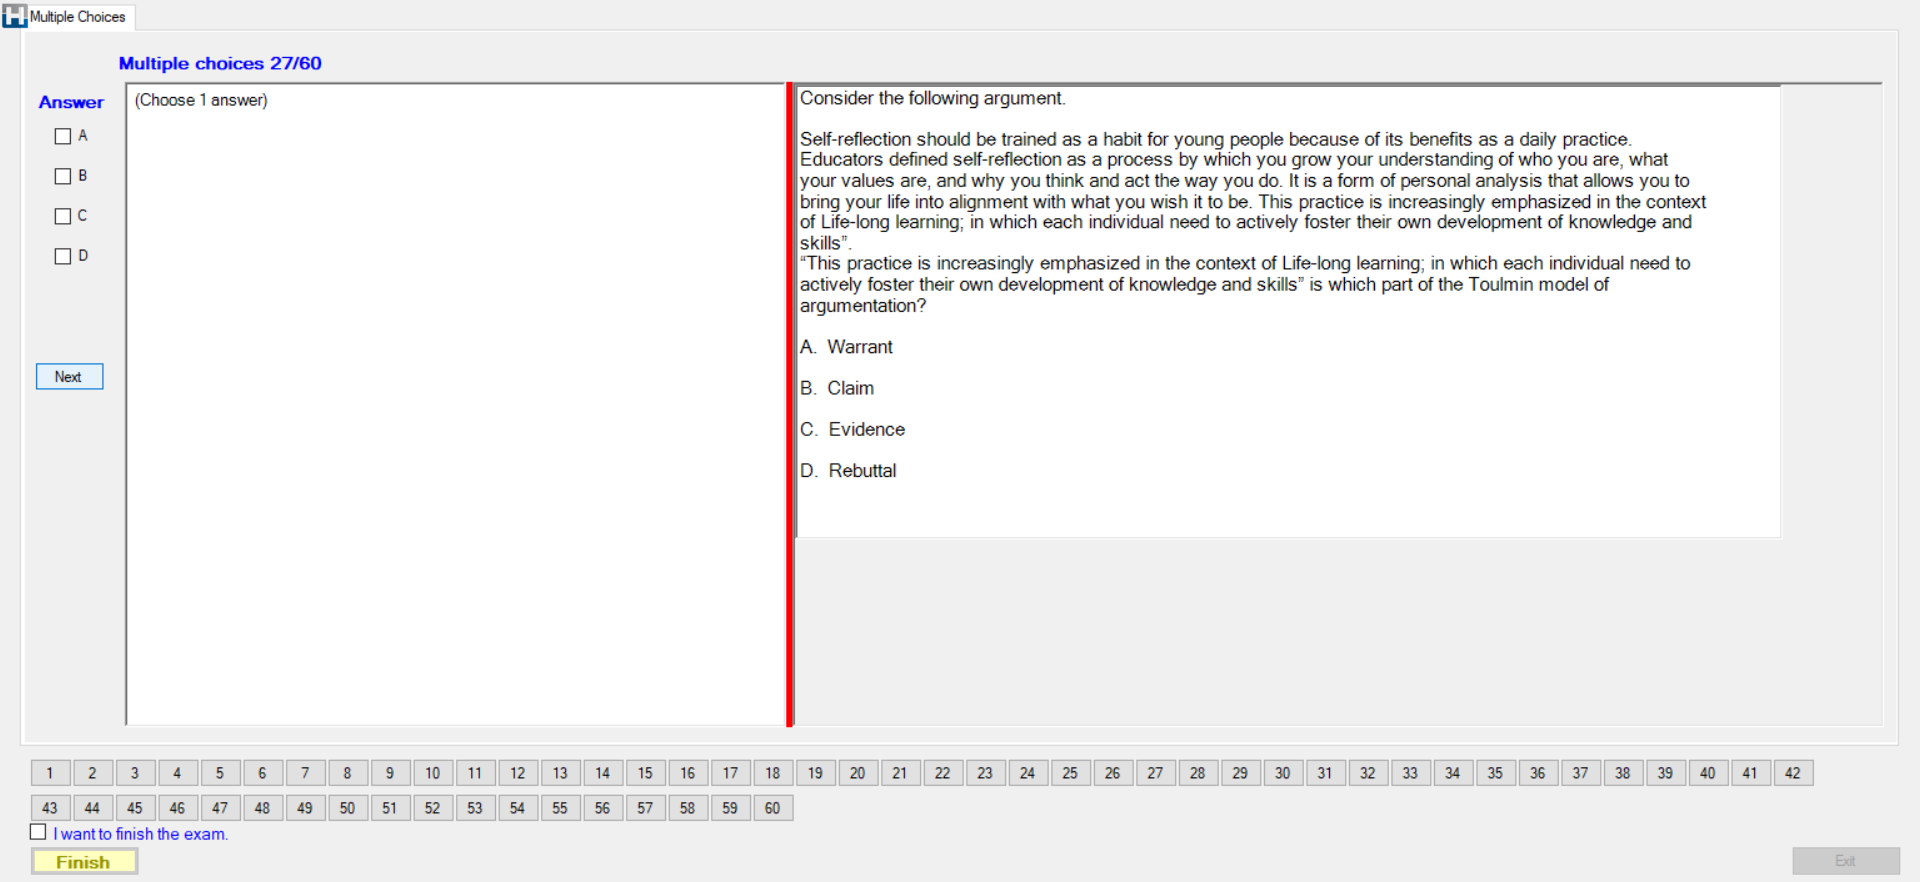 Multiple Choices
Multiple choices 27/60
Answer
A
B
C
D
Next
(Choose 1 answer)
Consider the following argument.
Self-reflection should be trained as a habit for young people because of its benefits as a daily practice.
Educators defined self-reflection as a process by which you grow your understanding of who you are, what
your values are, and why you think and act the way you do. It is a form of personal analysis that allows you to
bring your life into alignment with what you wish it to be. This practice is increasingly emphasized in the context
of Life-long learning; in which each individual need to actively foster their own development of knowledge and
skills”.
“This practice is increasingly emphasized in the context of Life-long learning; in which each individual need to
actively foster their own development of knowledge and skills” is which part of the Toulmin model of
argumentation?
A. Warrant
B. Claim
C. Evidence
D. Rebuttal
1 2 3 4 5 6 7 8 9 10 11 12 13 14 15 16 17 18 19 20 21 22 23 24 25 26 27 28 29 30 31 32 33 34 35 36 37 38 39 40 41 42
43 44 45 46 47 48 49 50 51 52 53 54 55 56 57 58 59 60
I want to finish the exam.
Finish
Exit